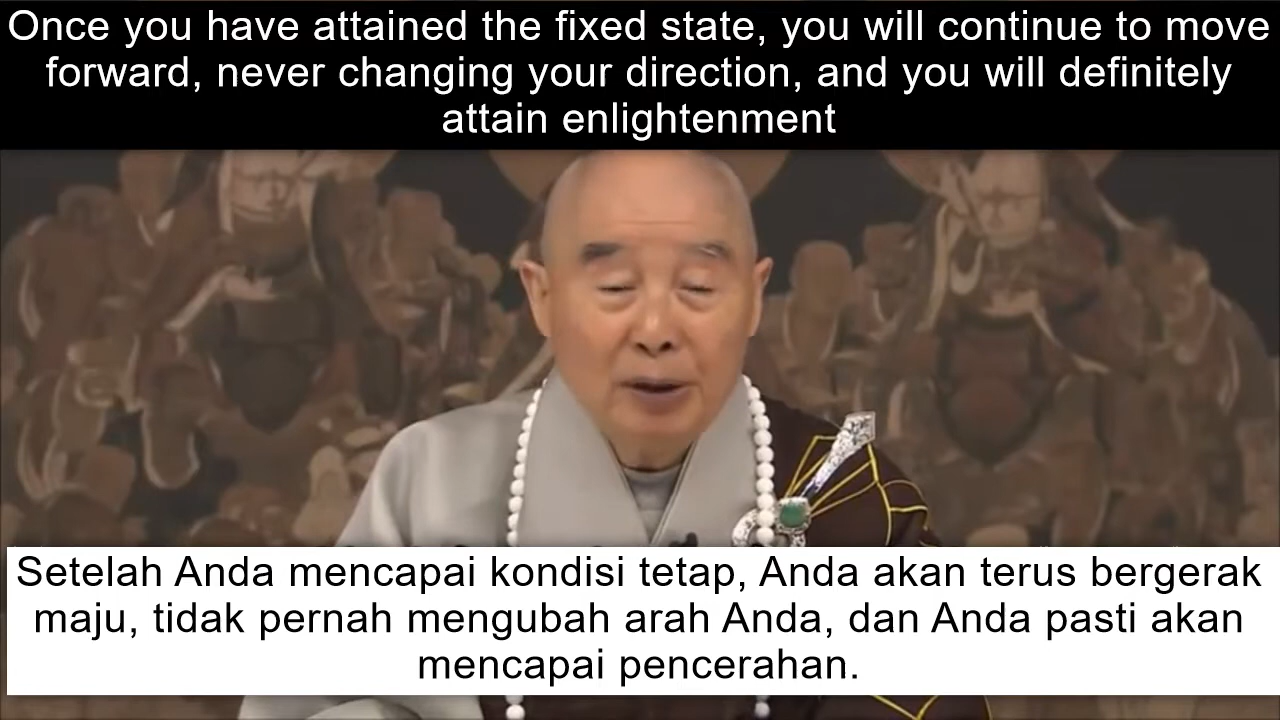 Once you have attained the fixed state, you will continue to move
forward, never changing your direction, and you will definitely
attain enlightenment
Setelah Anda mencapai kondisi tetap, Anda akan terus bergerak
maju, tidak pernah mengubah arah Anda, dan Anda pasti akan
mencapai pencerahan.